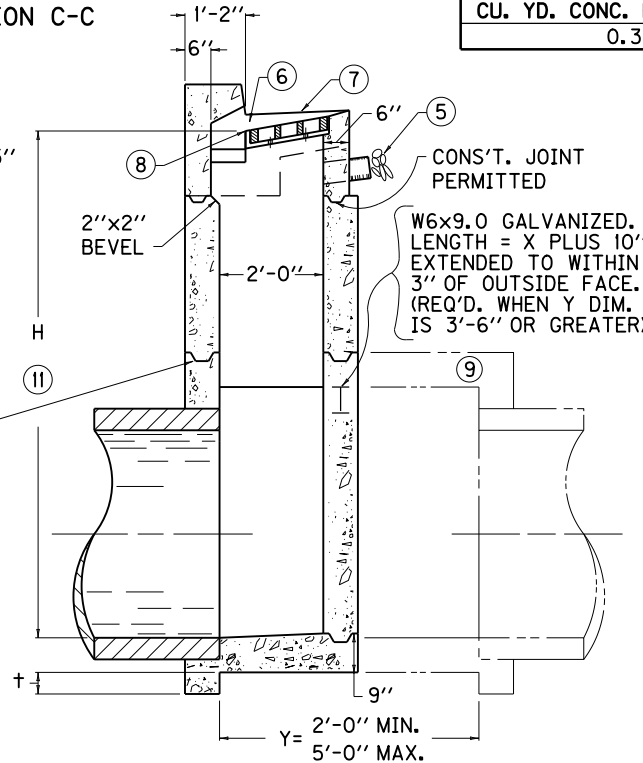 ION C-C
1'-2"
CU. YD. CONC.
0.3
6"
6
7
6"
5
8
CONS'T. JOINT
PERMITTED
2"x2"
BEVEL
W6x9.0 GALVANIZED.
LENGTH = X PLUS 10"
EXTENDED TO WITHIN
3" OF OUTSIDE FACE.
(REQ'D. WHEN Y DIM.
IS 3'-6" OR GREATER)
2'-0"
H
11
9
†
9"
Y= 2'-0" MIN.
5'-0" MAX.